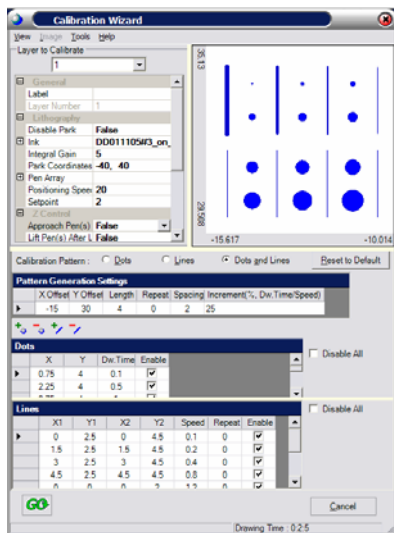 Calibration Wizard
View Image Tools Help
Layer to Calibrate
1
General
Label
Layer Number 1
Lithography
Disable Park False
Ink DD011105#3_on_
Integral Gain 5
Park Coordinates -40, 40
Pen Array
Positioning Speed 20
Setpoint 2
Z Control
Approach Pen(s) False
Lift Pen(s) After L False
35.13
29.508
-15.617 -10.014
Calibration Pattern : Dots Lines Dots and Lines Reset to Default
Pattern Generation Settings
X Offset Y Offset Length Repeat Spacing Increment(%, Dw.Time/Speed)
-15 30 4 0 2 25
Dots
Disable All
X Y Dw.Time Enable
0.75 4 0.1
2.25 4 0.5
Lines
Disable All
X1 Y1 X2 Y2 Speed Repeat Enable
0 2.5 0 4.5 0.1 0
1.5 2.5 1.5 4.5 0.2 0
3 2.5 3 4.5 0.4 0
4.5 2.5 4.5 4.5 0.8 0
GO
Cancel
Drawing Time : 0:2:5